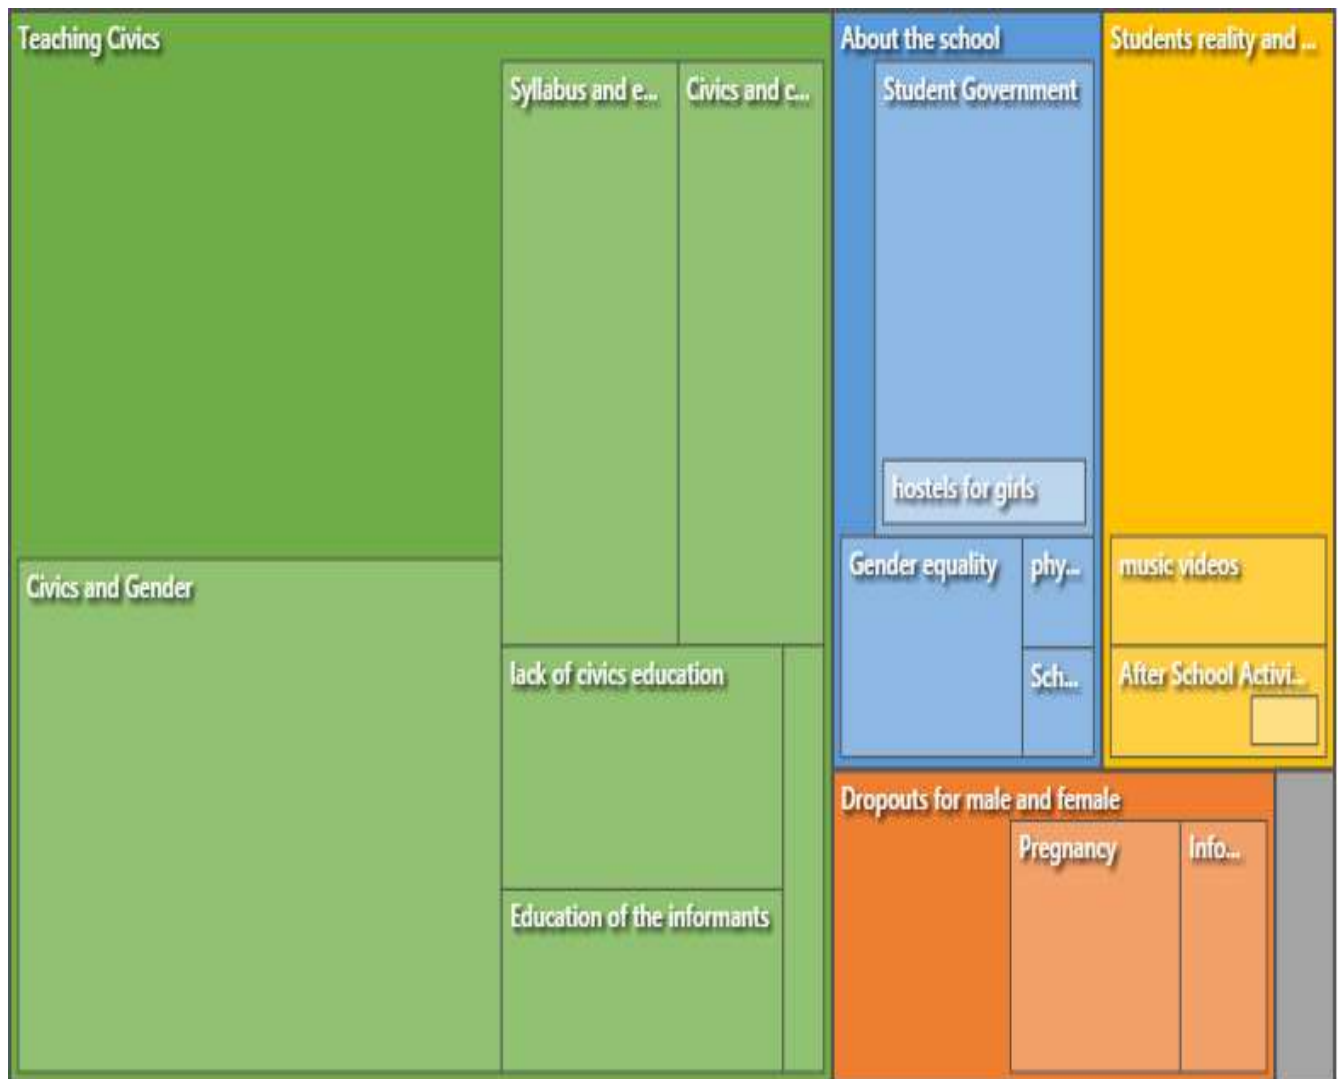 Teaching Civics
Syllabus and e...
Civics and c...
Civics and Gender
lack of civics education
Education of the informants
About the school
Student Government
hostels for girls
Gender equality
phy...
Sch...
Students reality and ...
music videos
After School Activi...
Dropouts for male and female
Pregnancy
Info...